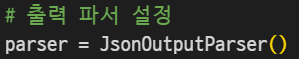 # 출력 파서 설정
parser = JsonOutputParser()